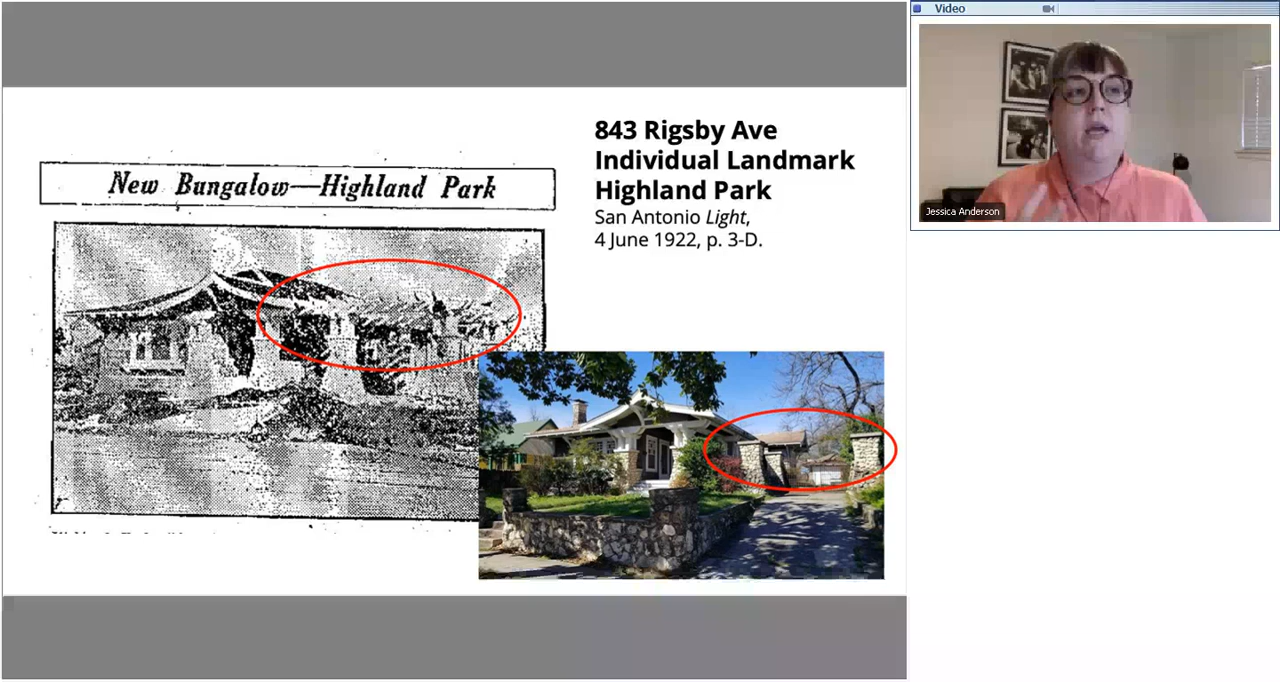 New Bungalow—Highland Park
843 Rigsby Ave
Individual Landmark
Highland Park
San Antonio Light,
4 June 1922, p. 3-D.
Video
Jessica Anderson